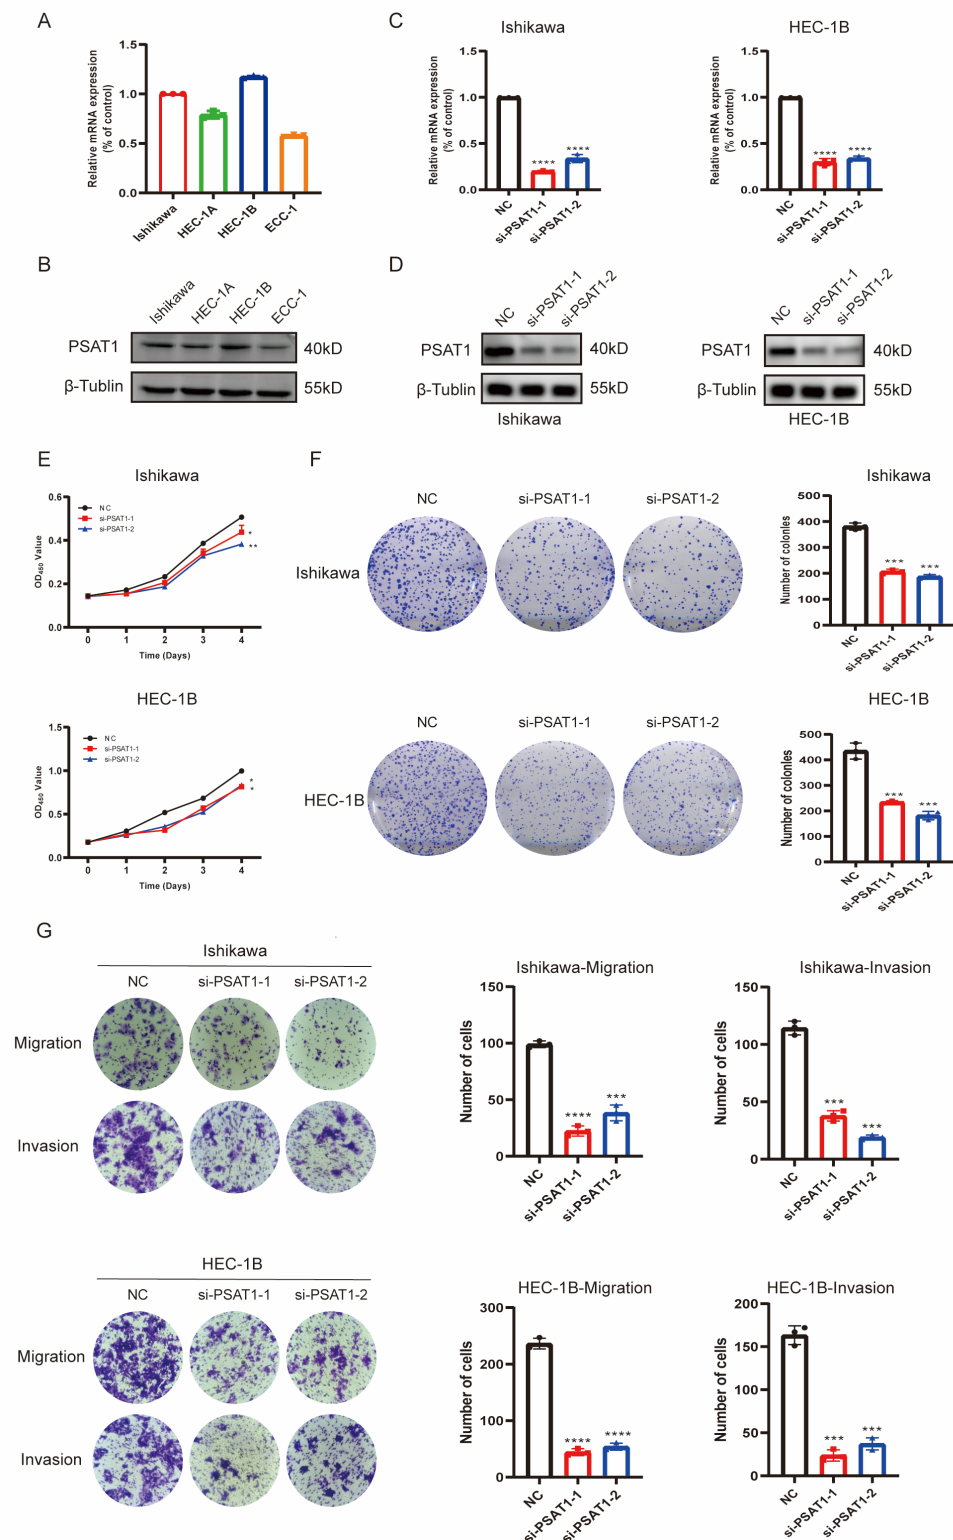 A
Relative mRNA expression
(% of control)
1.5
1.0
0.5
0.0
Ishikawa
HEC-1A
HEC-1B
ECC-1
C
Ishikawa
Relative mRNA expression
(% of control)
1.5
1.0
0.5
0.0
****
****
NC
si-PSAT1-1
si-PSAT1-2
HEC-1B
Relative mRNA expression
(% of control)
1.5
1.0
0.5
0.0
****
****
NC
si-PSAT1-1
si-PSAT1-2
B
Ishikawa
HEC-1A
HEC-1B
ECC-1
PSAT1
40kD
β-Tublin
55kD
D
NC
si-PSAT1-1
si-PSAT1-2
PSAT1
40kD
β-Tublin
55kD
Ishikawa
NC
si-PSAT1-1
si-PSAT1-2
PSAT1
40kD
β-Tublin
55kD
HEC-1B
E
Ishikawa
OD450 Value
0.6
0.4
0.2
0.0
NC
si-PSAT1-1
si-PSAT1-2
*
**
0 1 2 3 4
Time (Days)
HEC-1B
OD450 Value
1.5
1.0
0.5
0.0
NC
si-PSAT1-1
si-PSAT1-2
*
*
0 1 2 3 4
Time (Days)
F
NC
si-PSAT1-1
si-PSAT1-2
Ishikawa
Ishikawa
Number of colonies
500
400
300
200
100
0
***
***
NC
si-PSAT1-1
si-PSAT1-2
NC
si-PSAT1-1
si-PSAT1-2
HEC-1B
HEC-1B
Number of colonies
500
400
300
200
100
0
***
***
NC
si-PSAT1-1
si-PSAT1-2
G
Ishikawa
NC
si-PSAT1-1
si-PSAT1-2
Migration
Invasion
Ishikawa-Migration
Number of cells
150
100
50
0
****
***
NC
si-PSAT1-1
si-PSAT1-2
Ishikawa-Invasion
Number of cells
150
100
50
0
***
***
NC
si-PSAT1-1
si-PSAT1-2
HEC-1B
NC
si-PSAT1-1
si-PSAT1-2
Migration
Invasion
HEC-1B-Migration
Number of cells
300
200
100
0
****
****
NC
si-PSAT1-1
si-PSAT1-2
HEC-1B-Invasion
Number of cells
200
150
100
50
0
***
***
NC
si-PSAT1-1
si-PSAT1-2